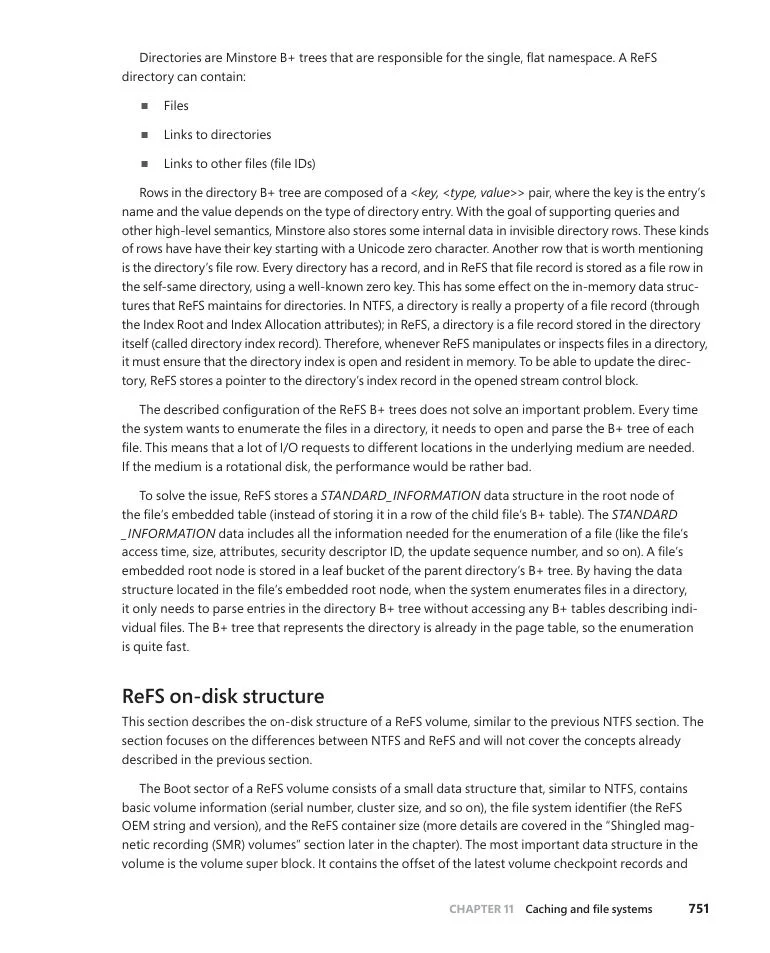 Directories are Minstore B+ trees that are responsible for the single, flat namespace. A ReFS
directory can contain:
■ Files
■ Links to directories
■ Links to other files (file IDs)
Rows in the directory B+ tree are composed of a <key, <type, value>> pair, where the key is the entry's
name and the value depends on the type of directory entry. With the goal of supporting queries and
other high-level semantics, Minstore also stores some internal data in invisible directory rows. These kinds
of rows have have their key starting with a Unicode zero character. Another row that is worth mentioning
is the directory's file row. Every directory has a record, and in ReFS that file record is stored as a file row in
the self-same directory, using a well-known zero key. This has some effect on the in-memory data struc-
tures that ReFS maintains for directories. In NTFS, a directory is really a property of a file record (through
the Index Root and Index Allocation attributes); in ReFS, a directory is a file record stored in the directory
itself (called directory index record). Therefore, whenever ReFS manipulates or inspects files in a directory,
it must ensure that the directory index is open and resident in memory. To be able to update the direc-
tory, ReFS stores a pointer to the directory's index record in the opened stream control block.
The described configuration of the ReFS B+ trees does not solve an important problem. Every time
the system wants to enumerate the files in a directory, it needs to open and parse the B+ tree of each
file. This means that a lot of I/O requests to different locations in the underlying medium are needed.
If the medium is a rotational disk, the performance would be rather bad.
To solve the issue, ReFS stores a STANDARD_INFORMATION data structure in the root node of
the file's embedded table (instead of storing it in a row of the child file's B+ table). The STANDARD
_INFORMATION data includes all the information needed for the enumeration of a file (like the file's
access time, size, attributes, security descriptor ID, the update sequence number, and so on). A file's
embedded root node is stored in a leaf bucket of the parent directory's B+ tree. By having the data
structure located in the file's embedded root node, when the system enumerates files in a directory,
it only needs to parse entries in the directory B+ tree without accessing any B+ tables describing indi-
vidual files. The B+ tree that represents the directory is already in the page table, so the enumeration
is quite fast.
ReFS on-disk structure
This section describes the on-disk structure of a ReFS volume, similar to the previous NTFS section. The
section focuses on the differences between NTFS and ReFS and will not cover the concepts already
described in the previous section.
The Boot sector of a ReFS volume consists of a small data structure that, similar to NTFS, contains
basic volume information (serial number, cluster size, and so on), the file system identifier (the ReFS
OEM string and version), and the ReFS container size (more details are covered in the "Shingled mag-
netic recording (SMR) volumes" section later in the chapter). The most important data structure in the
volume is the volume super block. It contains the offset of the latest volume checkpoint records and
CHAPTER 11 Caching and file systems 751